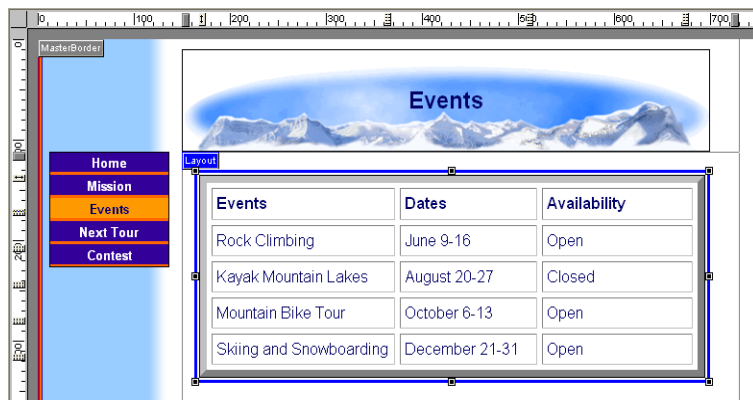 0 100 200 300 400 500 600 700
MasterBorder
Events
Home
Mission
Events
Next Tour
Contest
Layout
Events Dates Availability
Rock Climbing June 9-16 Open
Kayak Mountain Lakes August 20-27 Closed
Mountain Bike Tour October 6-13 Open
Skiing and Snowboarding December 21-31 Open